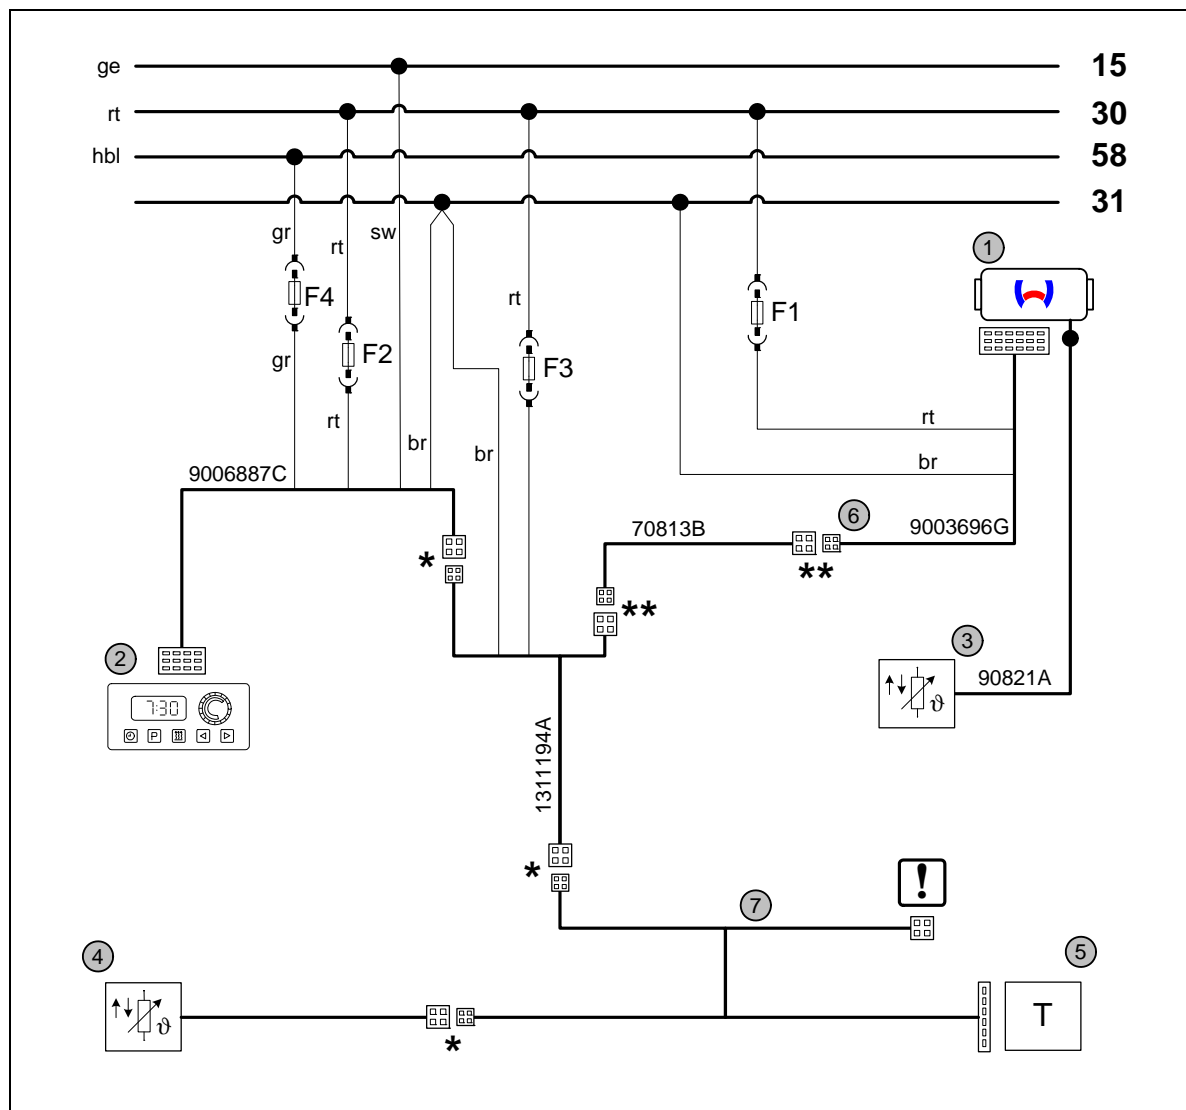 ge 15
rt 30
hbl 58
31
gr rt sw
1
F4 rt F1
gr F2 F3
rt rt
br br br
9006887C
6
70813B 9003696G
* ** **
2 3
7:30 ϑ
P 90821A
1311194A
* !
7
4 5
ϑ T
*